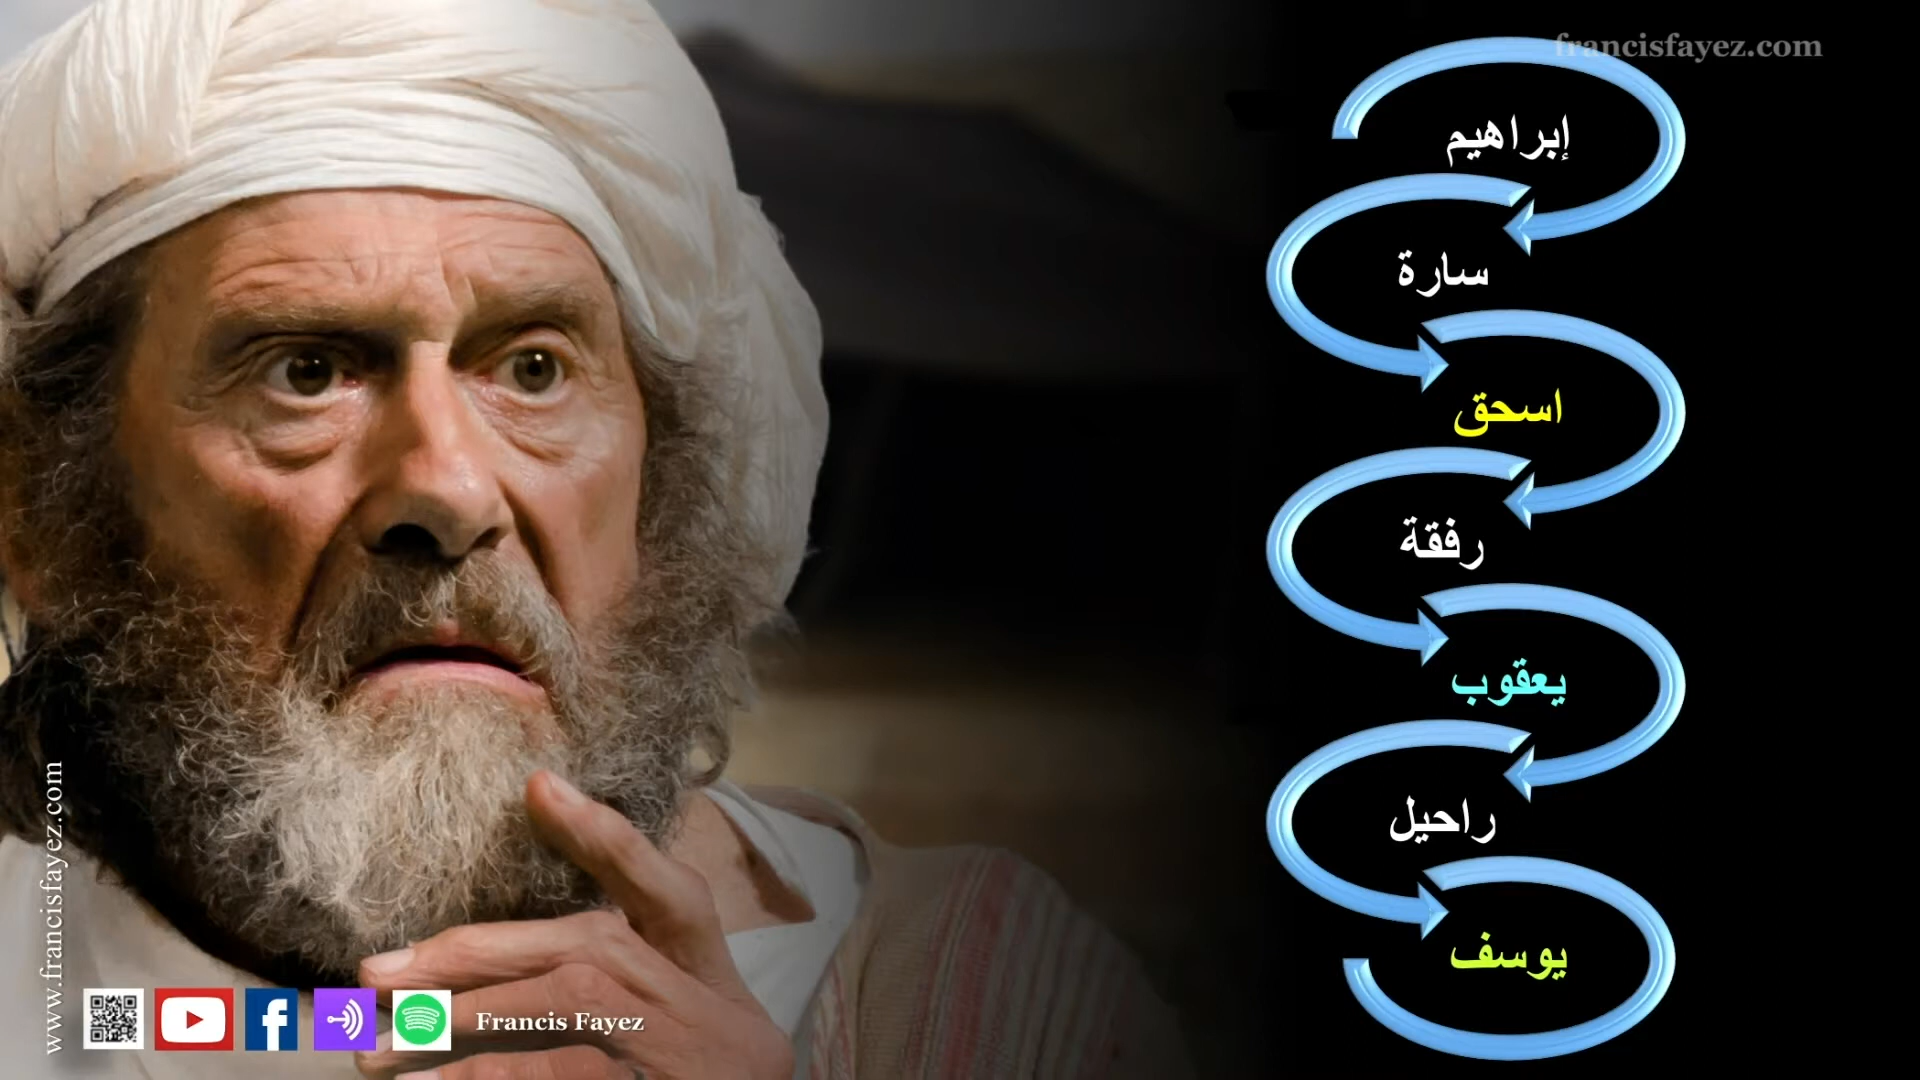 francisfayez.com
إبراهيم
سارة
اسحق
رفقة
يعقوب
راحيل
يوسف
www.francisfayez.com
Francis Fayez